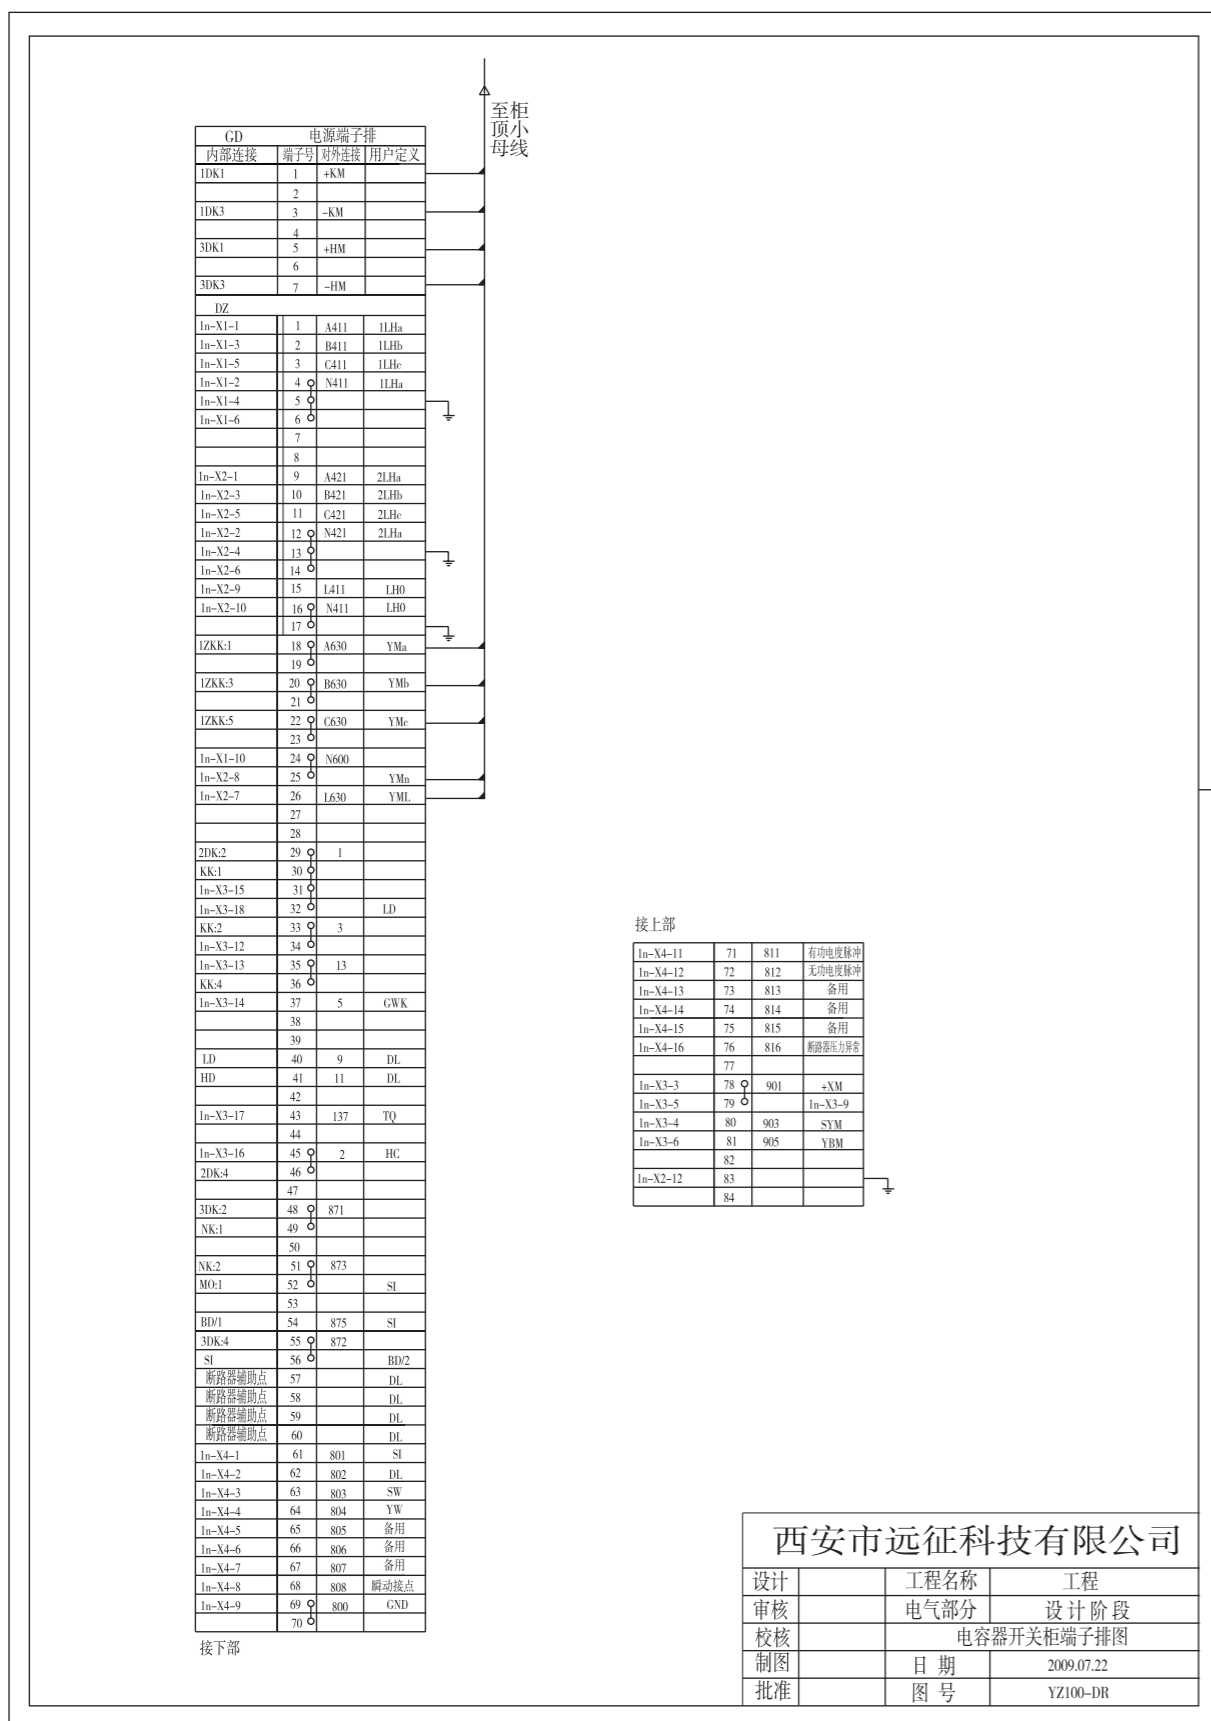 至柜
顶小
母线
GD 电源端子排
内部连接 端子号 对外连接 用户定义
1DK1 1 +KM
2
1DK3 3 -KM
4
3DK1 5 +HM
6
3DK3 7 -HM
DZ
1n-X1-1 1 A411 1LHa
1n-X1-3 2 B411 1LHb
1n-X1-5 3 C411 1LHc
1n-X1-2 4 N411 1LHa
1n-X1-4 5
1n-X1-6 6
7
8
1n-X2-1 9 A421 2LHa
1n-X2-3 10 B421 2LHb
1n-X2-5 11 C421 2LHc
1n-X2-2 12 N421 2LHa
1n-X2-4 13
1n-X2-6 14
1n-X2-9 15 L411 LH0
1n-X2-10 16 N411 LH0
17
1ZKK:1 18 A630 YMa
19
1ZKK:3 20 B630 YMb
21
1ZKK:5 22 C630 YMc
23
1n-X1-10 24 N600
1n-X2-8 25 YMn
1n-X2-7 26 L630 YML
27
28
2DK:2 29 1
KK:1 30
1n-X3-15 31
1n-X3-18 32 LD
KK:2 33 3
1n-X3-12 34
1n-X3-13 35 13
KK:4 36
1n-X3-14 37 5 GWK
38
39
LD 40 9 DL
HD 41 11 DL
42
1n-X3-17 43 137 TQ
44
1n-X3-16 45 2 HC
2DK:4 46
47
3DK:2 48 871
NK:1 49
50
NK:2 51 873
MO:1 52 SI
53
BD/1 54 875 SI
3DK:4 55 872
SI 56 BD/2
断路器辅助点 57 DL
断路器辅助点 58 DL
断路器辅助点 59 DL
断路器辅助点 60 DL
1n-X4-1 61 801 SI
1n-X4-2 62 802 DL
1n-X4-3 63 803 SW
1n-X4-4 64 804 YW
1n-X4-5 65 805 备用
1n-X4-6 66 806 备用
1n-X4-7 67 807 备用
1n-X4-8 68 808 瞬动接点
1n-X4-9 69 800 GND
70
接下部
接上部
1n-X4-11 71 811 有功电度脉冲
1n-X4-12 72 812 无功电度脉冲
1n-X4-13 73 813 备用
1n-X4-14 74 814 备用
1n-X4-15 75 815 备用
1n-X4-16 76 816 断路器压力异常
77
1n-X3-3 78 901 +XM
1n-X3-5 79 1n-X3-9
1n-X3-4 80 903 SYM
1n-X3-6 81 905 YBM
82
1n-X2-12 83
84
西安市远征科技有限公司
设计 工程名称 工程
审核 电气部分 设计阶段
校核 电容器开关柜端子排图
制图 日 期 2009.07.22
批准 图 号 YZ100-DR